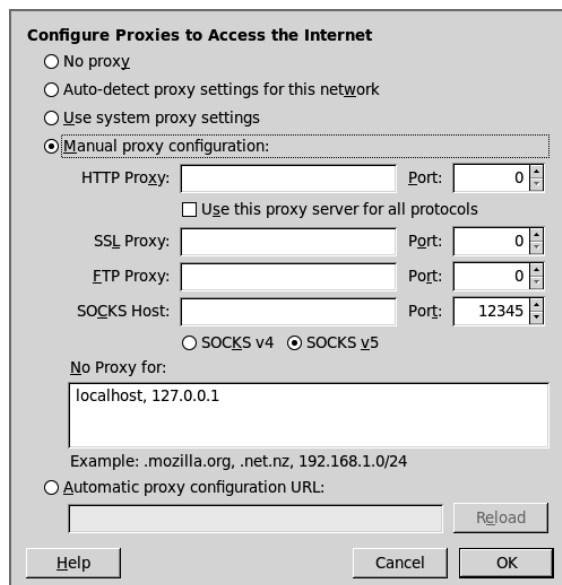 Configure Proxies to Access the Internet
No proxy
Auto-detect proxy settings for this network
Use system proxy settings
Manual proxy configuration:
HTTP Proxy: Port: 0
Use this proxy server for all protocols
SSL Proxy: Port: 0
FTP Proxy: Port: 0
SOCKS Host: Port: 12345
SOCKS v4 SOCKS v5
No Proxy for:
localhost, 127.0.0.1
Example: .mozilla.org, .net.nz, 192.168.1.0/24
Automatic proxy configuration URL:
Reload
Help Cancel OK